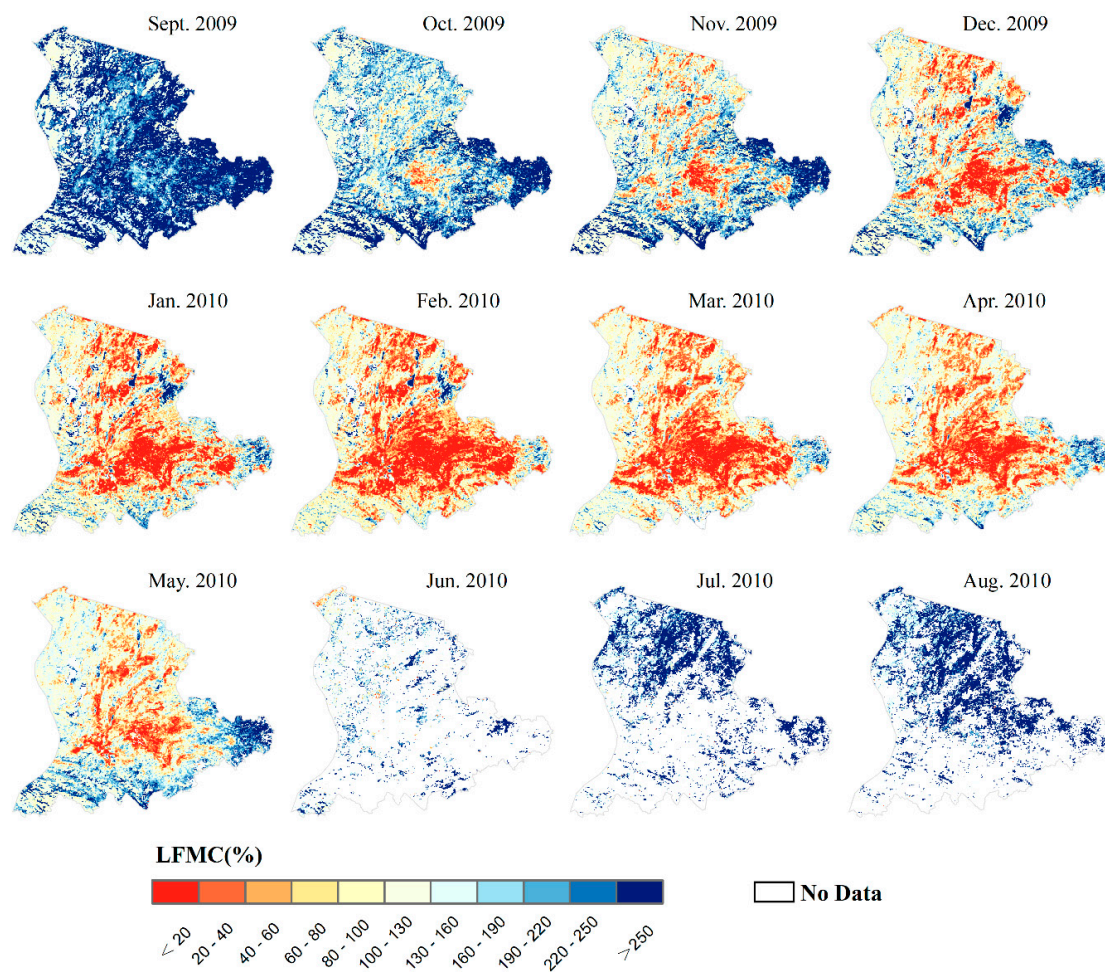 Sept. 2009
Oct. 2009
Nov. 2009
Dec. 2009
Jan. 2010
Feb. 2010
Mar. 2010
Apr. 2010
May. 2010
Jun. 2010
Jul. 2010
Aug. 2010
LFMC(%)
No Data
< 20
20 - 40
40 - 60
60 - 80
80 - 100
100 - 130
130 - 160
160 - 190
190 - 220
220 - 250
>250